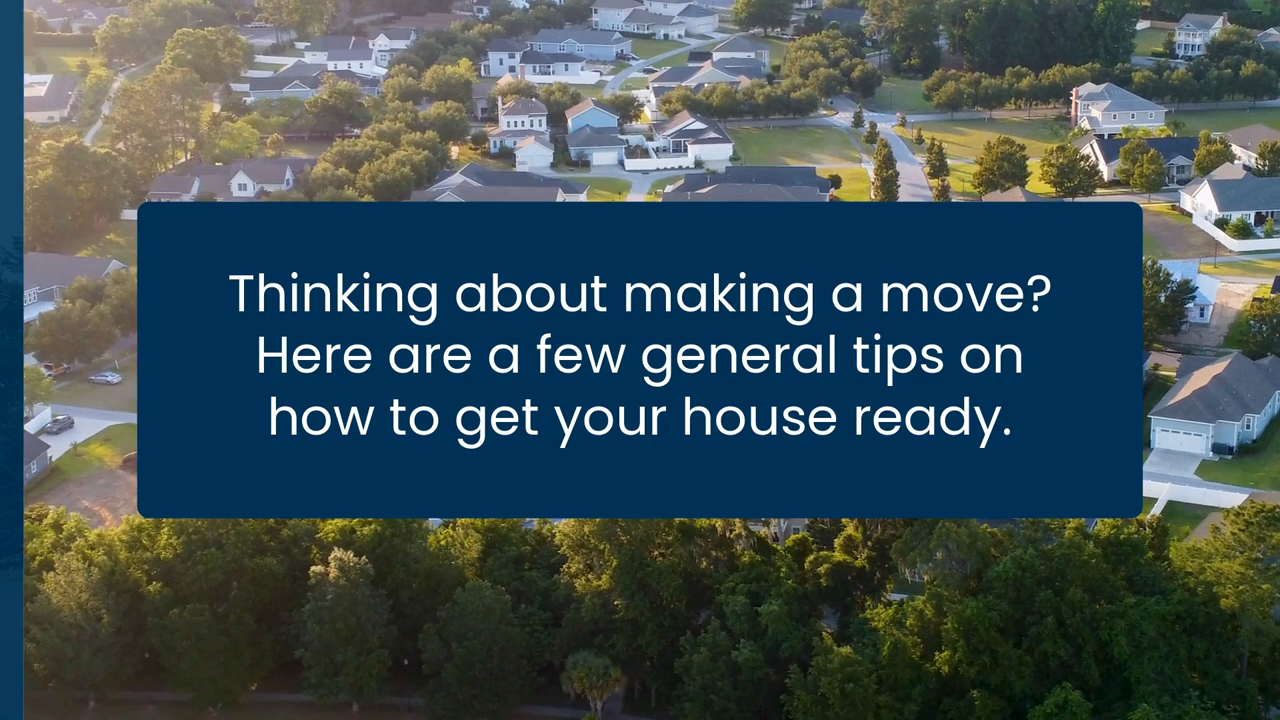 Thinking about making a move?
Here are a few general tips on
how to get your house ready.